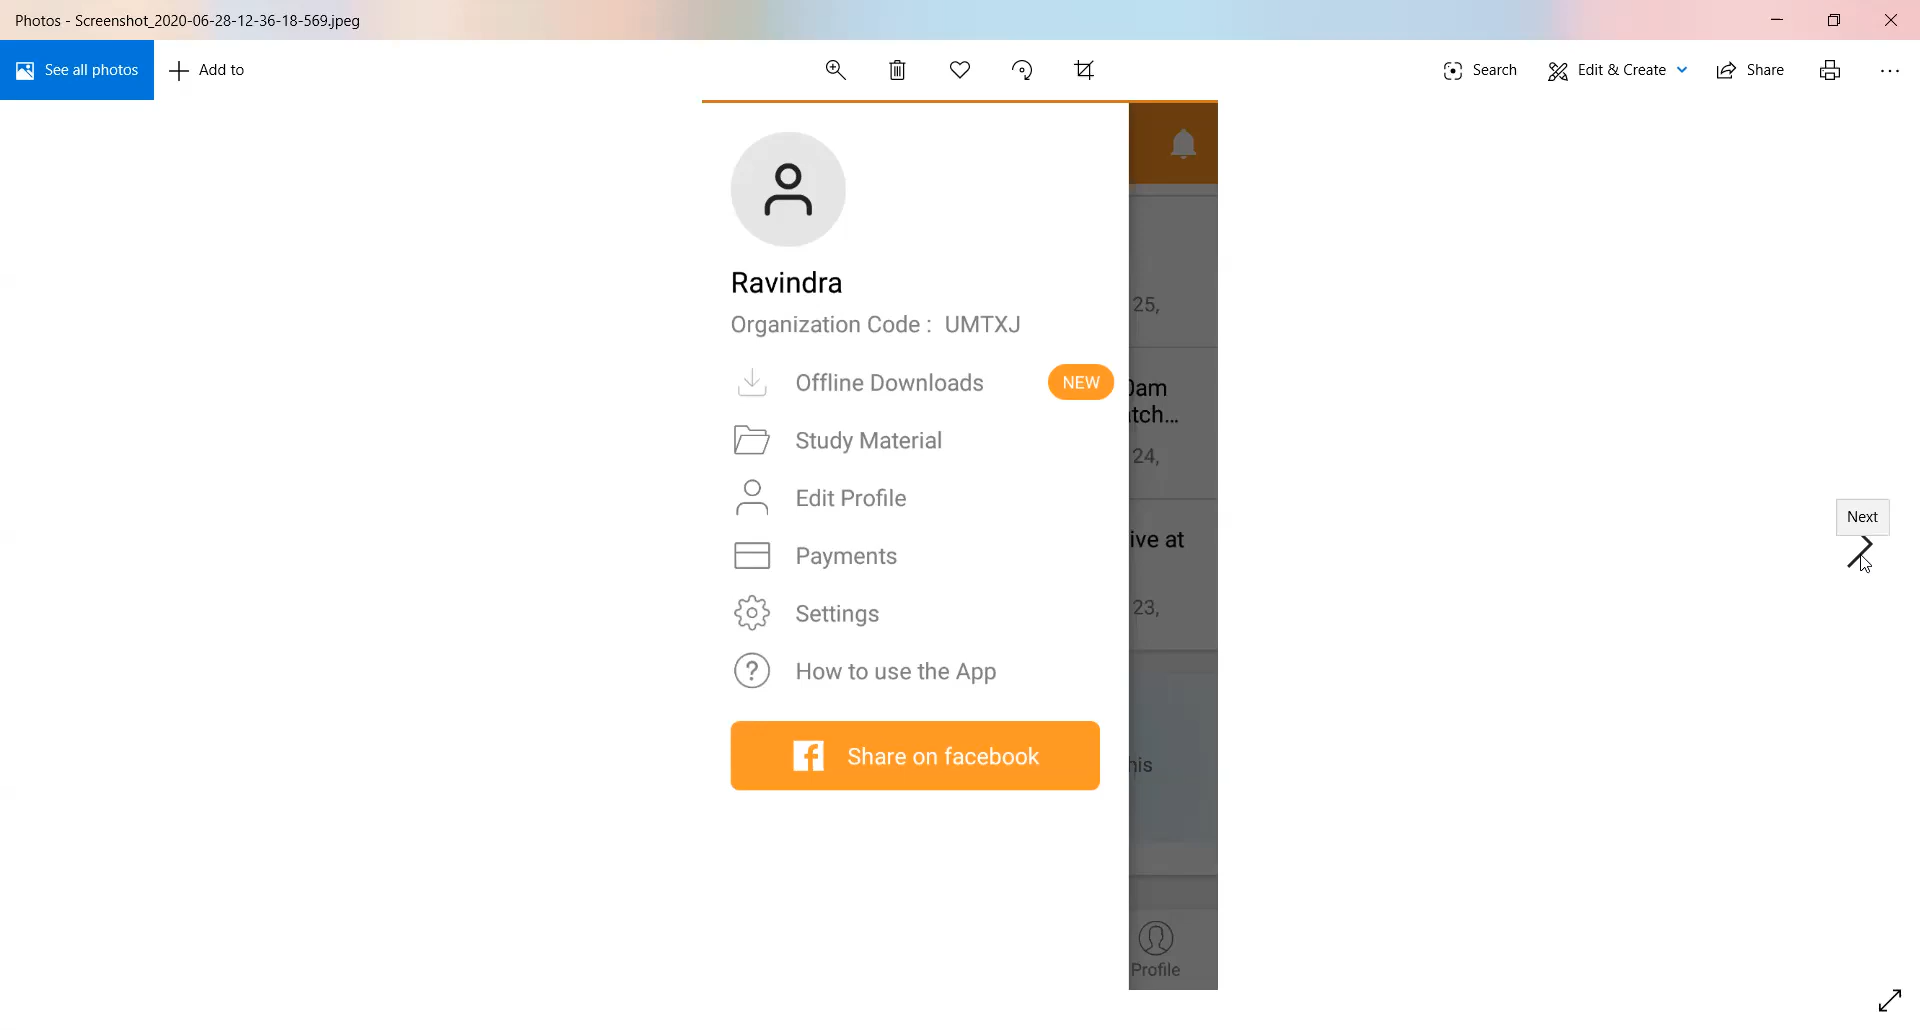 Photos - Screenshot_2020-06-28-12-36-18-569.jpeg
See all photos
Add to
Search
Edit & Create
Share
Ravindra
Organization Code : UMTXJ
Offline Downloads
NEW
Study Material
Edit Profile
Payments
Settings
How to use the App
Share on facebook
25,
am
tch...
24,
ive at
23,
his
Profile
Next